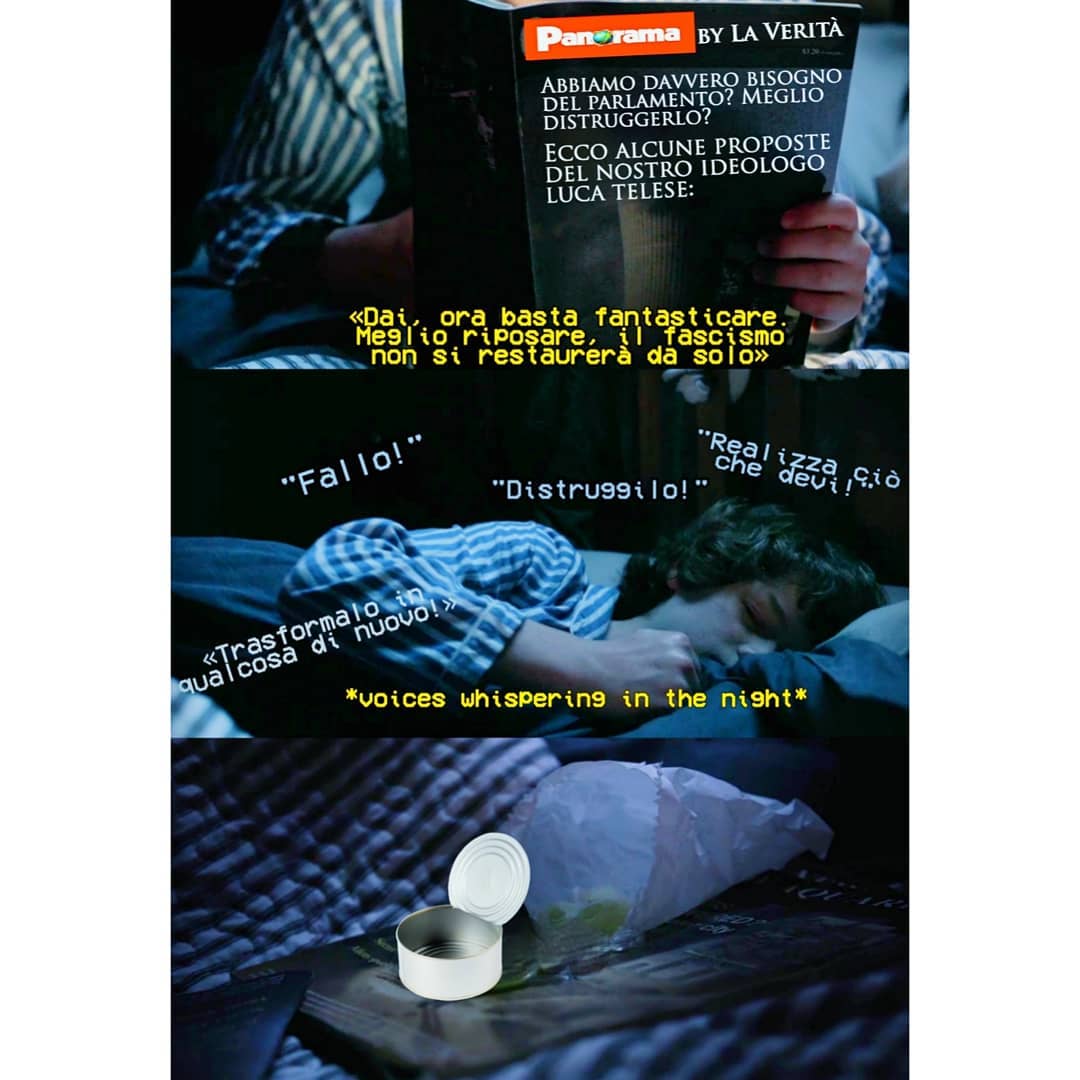 Panorama BY LA VERITÀ
ABBIAMO DAVVERO BISOGNO
DEL PARLAMENTO? MEGLIO
DISTRUGGERLO?
ECCO ALCUNE PROPOSTE
DEL NOSTRO IDEOLOGO
LUCA TELESE:
«Dai, ora basta fantasticare.
Meglio riposare, il fascismo
non si restaurerà da solo»
"Fallo!"
"Distruggilo!"
"Realizza ciò
che devi!"
«Trasformalo in
qualcosa di nuovo!»
*voices whispering in the night*